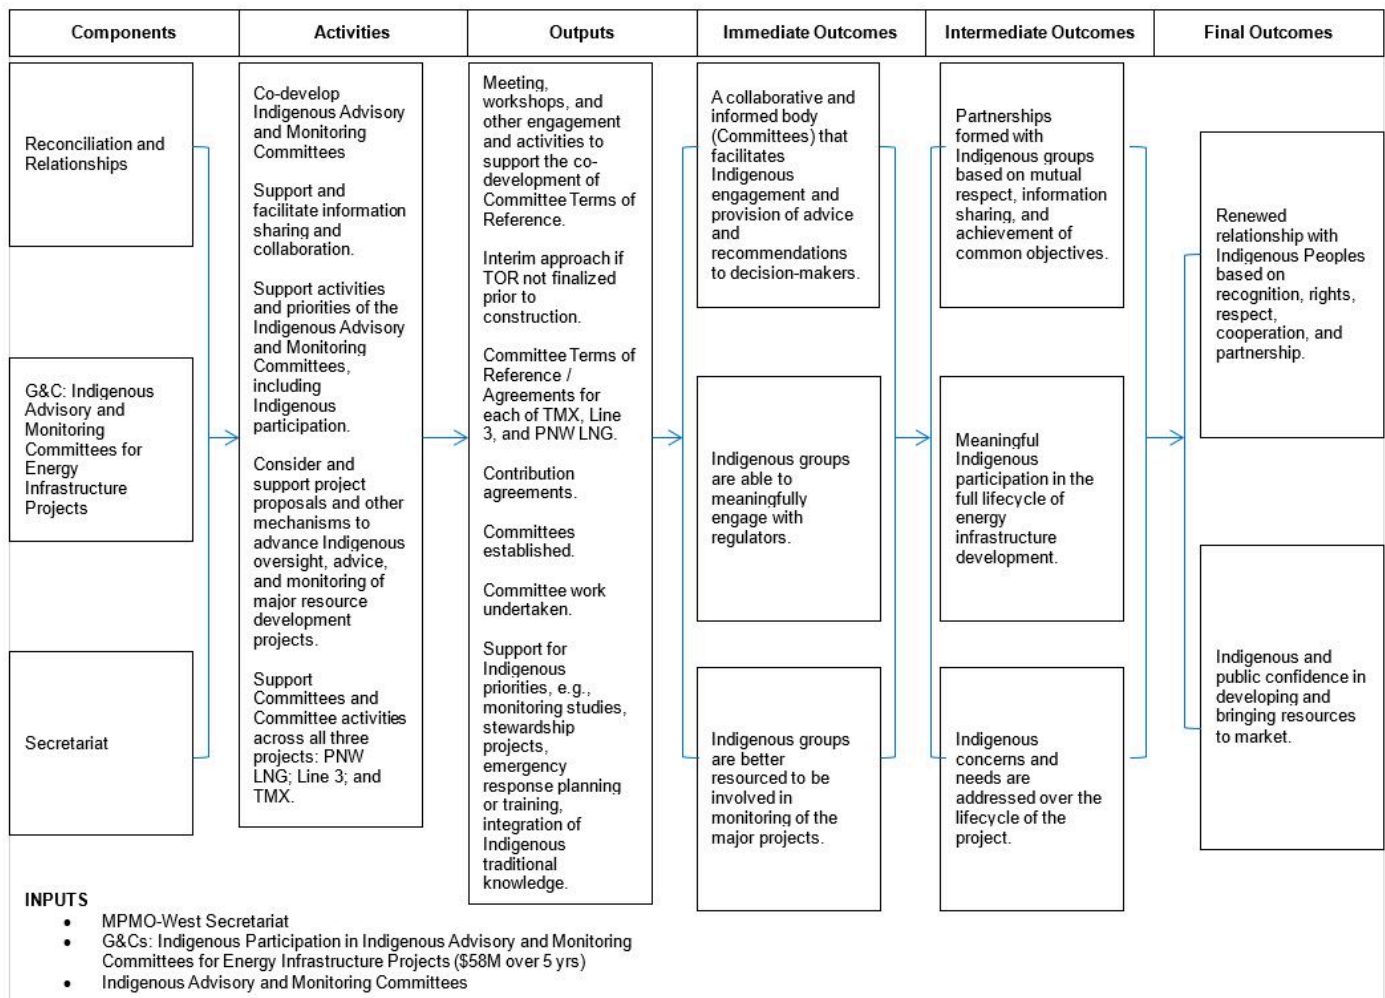 Components
Activities
Outputs
Immediate Outcomes
Intermediate Outcomes
Final Outcomes
Reconciliation and
Relationships
G&C: Indigenous
Advisory and
Monitoring
Committees for
Energy
Infrastructure
Projects
Secretariat
Co-develop
Indigenous Advisory
and Monitoring
Committees
Support and
facilitate information
sharing and
collaboration.
Support activities
and priorities of the
Indigenous Advisory
and Monitoring
Committees,
including
Indigenous
participation.
Consider and
support project
proposals and other
mechanisms to
advance Indigenous
oversight, advice,
and monitoring of
major resource
development
projects.
Support
Committees and
Committee activities
across all three
projects: PNW
LNG; Line 3; and
TMX.
Meeting,
workshops, and
other engagement
and activities to
support the co-
development of
Committee Terms of
Reference.
Interim approach if
TOR not finalized
prior to
construction.
Committee Terms of
Reference /
Agreements for
each of TMX, Line
3, and PNW LNG.
Contribution
agreements.
Committees
established.
Committee work
undertaken.
Support for
Indigenous
priorities, e.g.,
monitoring studies,
stewardship
projects,
emergency
response planning
or training,
integration of
Indigenous
traditional
knowledge.
A collaborative and
informed body
(Committees) that
facilitates
Indigenous
engagement and
provision of advice
and
recommendations
to decision-makers.
Indigenous groups
are able to
meaningfully
engage with
regulators.
Indigenous groups
are better
resourced to be
involved in
monitoring of the
major projects.
Partnerships
formed with
Indigenous groups
based on mutual
respect, information
sharing, and
achievement of
common objectives.
Meaningful
Indigenous
participation in the
full lifecycle of
energy
infrastructure
development.
Indigenous
concerns and
needs are
addressed over the
lifecycle of the
project.
Renewed
relationship with
Indigenous Peoples
based on
recognition, rights,
respect,
cooperation, and
partnership.
Indigenous and
public confidence in
developing and
bringing resources
to market.
INPUTS
• MPMO-West Secretariat
• G&Cs: Indigenous Participation in Indigenous Advisory and Monitoring
Committees for Energy Infrastructure Projects ($58M over 5 yrs)
• Indigenous Advisory and Monitoring Committees